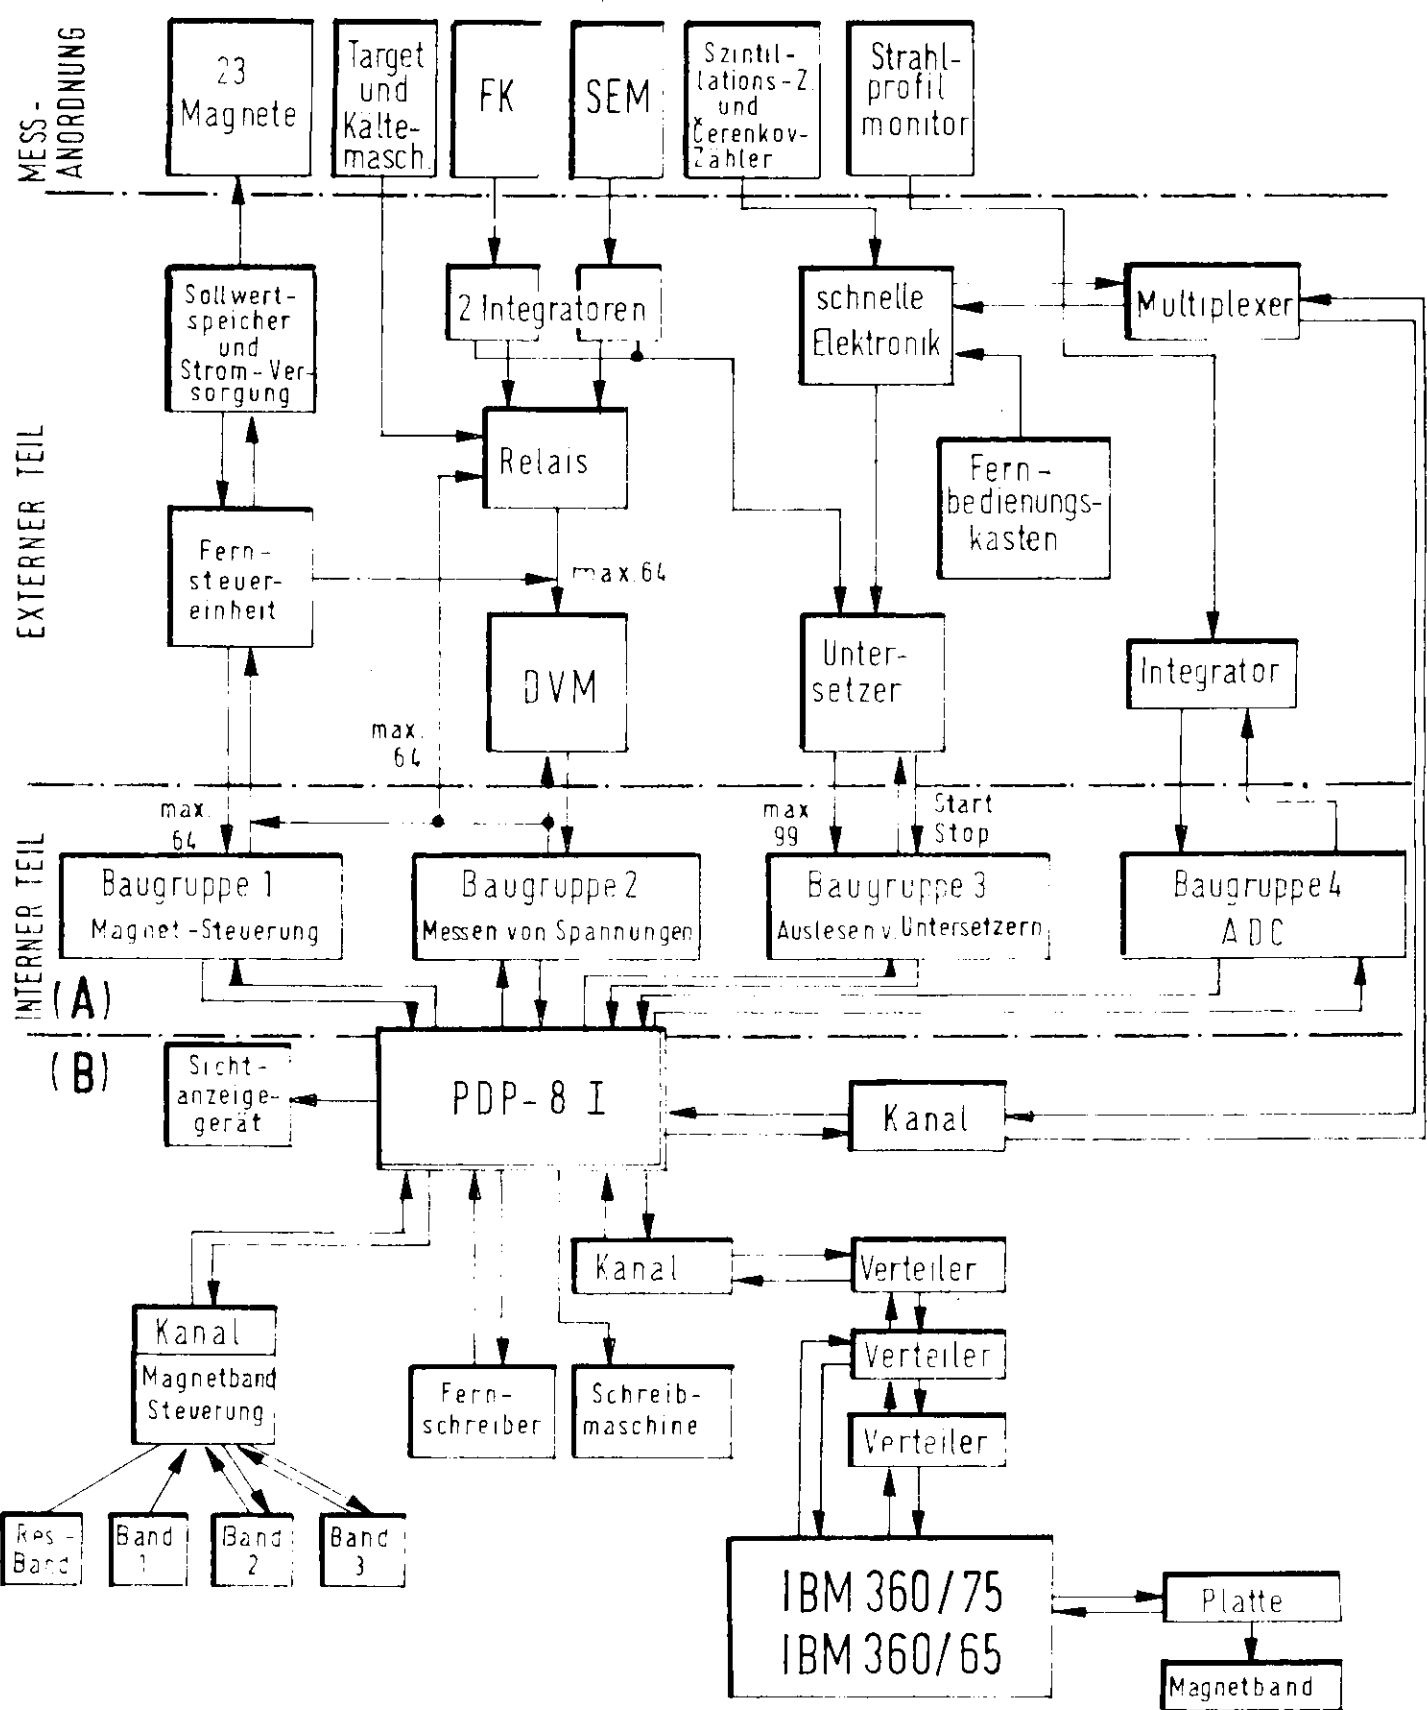 MESS-
ANORDNUNG
23
Magnete
Target
und
Kälte-
masch.
FK
SEM
Szintil-
lations-Z.
und
Čerenkov-
Zähler
Strahl-
profil
monitor
EXTERNER TEIL
Sollwert-
speicher
und
Strom-Ver-
sorgung
2 Integratoren
schnelle
Elektronik
Multiplexer
Relais
Fern-
bedienungs-
kasten
Fern-
steuer-
einheit
max. 64
DVM
Unter-
setzer
Integrator
max.
64
INTERNER TEIL
max.
64
max
99
Start
Stop
Baugruppe 1
Magnet-Steuerung
Baugruppe 2
Messen von Spannungen
Baugruppe 3
Auslesen v. Untersetzern
Baugruppe 4
ADC
(A)
(B)
Sicht-
anzeige-
gerät
PDP-8 I
Kanal
Kanal
Verteiler
Kanal
Magnetband
Steuerung
Verteiler
Fern-
schreiber
Schreib-
maschine
Verteiler
Res-
Band
Band
1
Band
2
Band
3
IBM 360/75
IBM 360/65
Platte
Magnetband